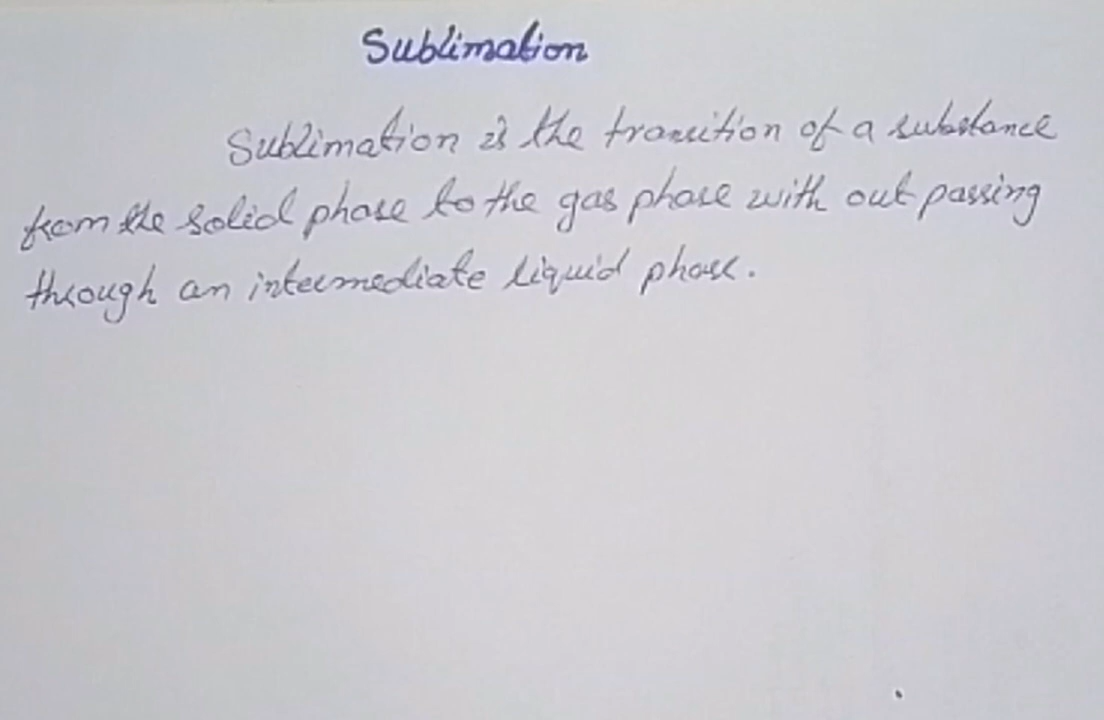 Sublimation
Sublimation is the transition of a substance
from the solid phase to the gas phase with out passing
through an intermediate liquid phase.